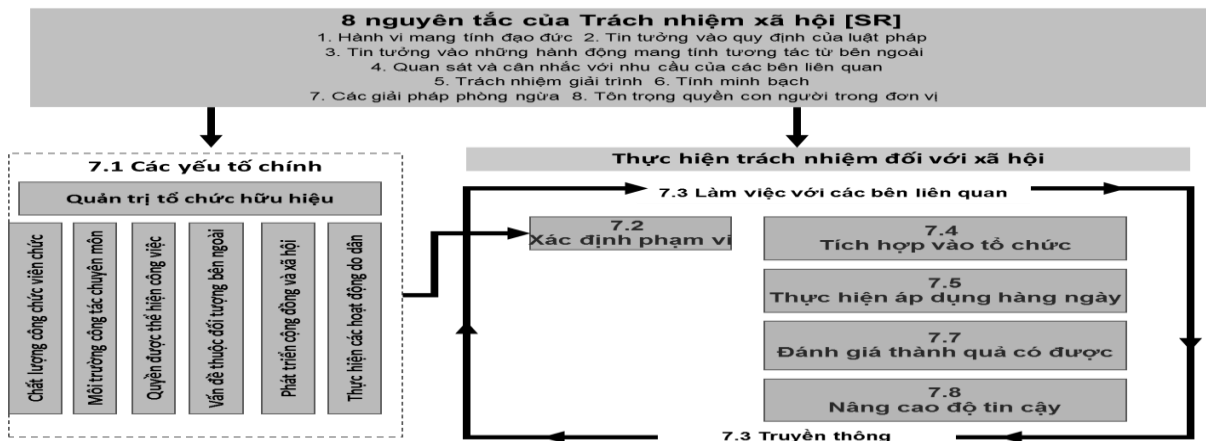 8 nguyên tắc của Trách nhiệm xã hội [SR]
1. Hành vi mang tính đạo đức 2. Tin tưởng vào quy định của luật pháp
3. Tin tưởng vào những hành động mang tính tương tác từ bên ngoài
4. Quan sát và cân nhắc với nhu cầu của các bên liên quan
5. Trách nhiệm giải trình 6. Tính minh bạch
7. Các giải pháp phòng ngừa 8. Tôn trọng quyền con người trong đơn vị
7.1 Các yếu tố chính
Quản trị tổ chức hữu hiệu
Chất lượng công chức viên chức
Môi trường công tác chuyên môn
Quyền được thể hiện công việc
Vấn đề thuộc đối tượng bên ngoài
Phát triển cộng đồng và xã hội
Thực hiện các hoạt động do dân
Thực hiện trách nhiệm đối với xã hội
7.3 Làm việc với các bên liên quan
7.2
Xác định phạm vi
7.4
Tích hợp vào tổ chức
7.5
Thực hiện áp dụng hàng ngày
7.7
Đánh giá thành quả có được
7.8
Nâng cao độ tin cậy
7.3 Truyền thông